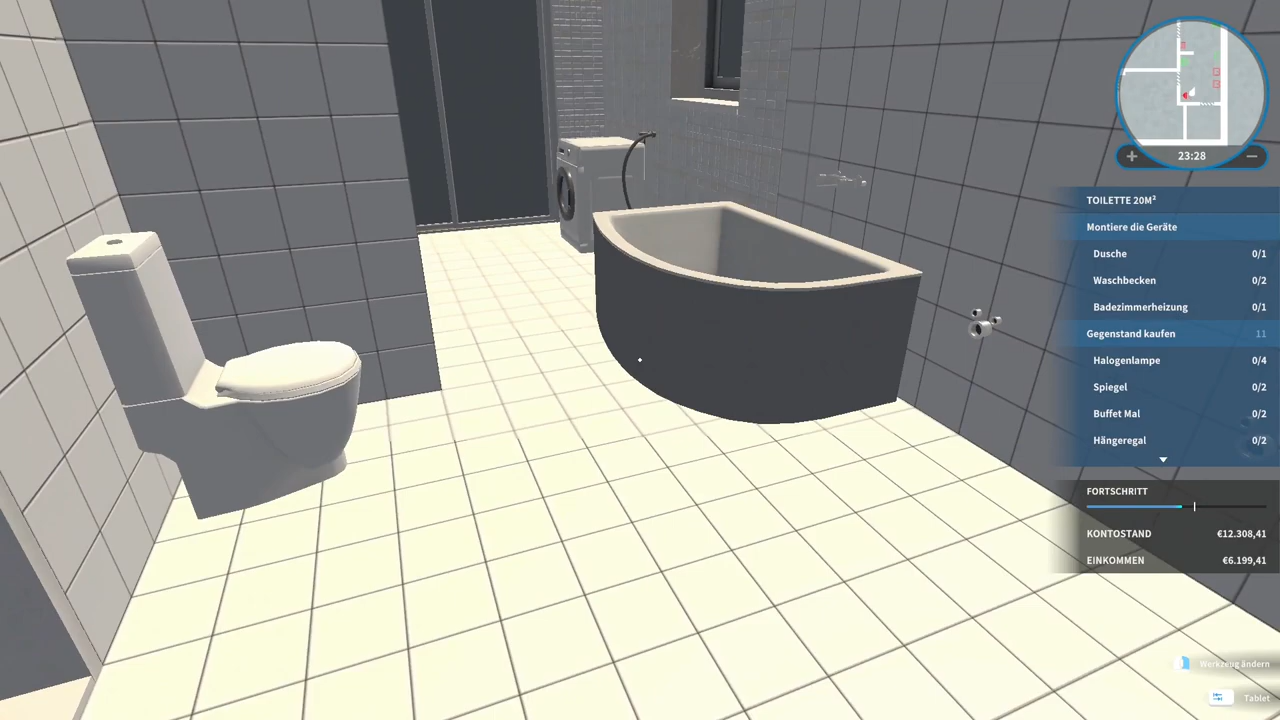 23:28
TOILETTE 20M²
Montiere die Geräte
Dusche 0/1
Waschbecken 0/2
Badezimmerheizung 0/1
Gegenstand kaufen 11
Halogenlampe 0/4
Spiegel 0/2
Buffet Mal 0/2
Hängeregal 0/2
FORTSCHRITT
KONTOSTAND €12.308,41
EINKOMMEN €6.199,41
Werkzeug ändern
Tablet